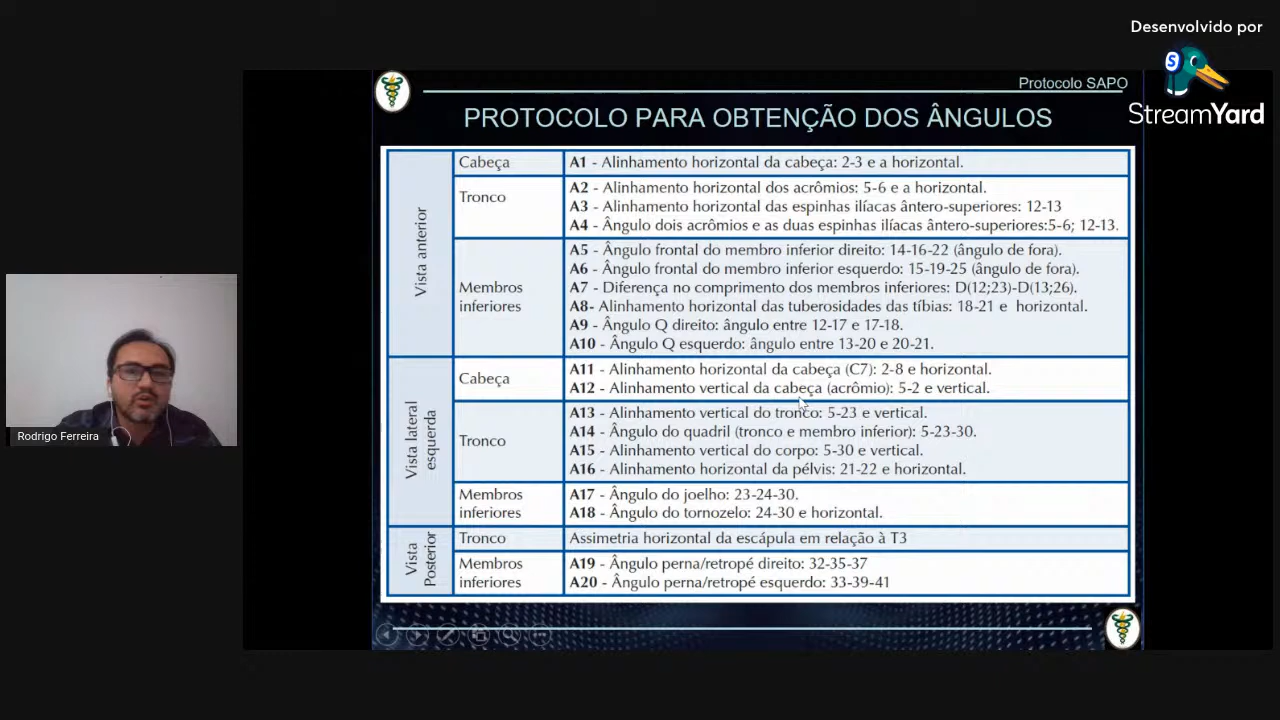 Desenvolvido por
StreamYard
Protocolo SAPO
PROTOCOLO PARA OBTENÇÃO DOS ÂNGULOS
Vista anterior
Cabeça
A1 - Alinhamento horizontal da cabeça: 2-3 e a horizontal.
Tronco
A2 - Alinhamento horizontal dos acrômios: 5-6 e a horizontal.
A3 - Alinhamento horizontal das espinhas ilíacas ântero-superiores: 12-13
A4 - Ângulo dois acrômios e as duas espinhas ilíacas ântero-superiores:5-6; 12-13.
Membros
inferiores
A5 - Ângulo frontal do membro inferior direito: 14-16-22 (ângulo de fora).
A6 - Ângulo frontal do membro inferior esquerdo: 15-19-25 (ângulo de fora).
A7 - Diferença no comprimento dos membros inferiores: D(12;23)-D(13;26).
A8- Alinhamento horizontal das tuberosidades das tíbias: 18-21 e horizontal.
A9 - Ângulo Q direito: ângulo entre 12-17 e 17-18.
A10 - Ângulo Q esquerdo: ângulo entre 13-20 e 20-21.
Vista lateral
esquerda
Cabeça
A11 - Alinhamento horizontal da cabeça (C7): 2-8 e horizontal.
A12 - Alinhamento vertical da cabeça (acrômio): 5-2 e vertical.
Tronco
A13 - Alinhamento vertical do tronco: 5-23 e vertical.
A14 - Ângulo do quadril (tronco e membro inferior): 5-23-30.
A15 - Alinhamento vertical do corpo: 5-30 e vertical.
A16 - Alinhamento horizontal da pélvis: 21-22 e horizontal.
Membros
inferiores
A17 - Ângulo do joelho: 23-24-30.
A18 - Ângulo do tornozelo: 24-30 e horizontal.
Vista
Posterior
Tronco
Assimetria horizontal da escápula em relação à T3
Membros
inferiores
A19 - Ângulo perna/retropé direito: 32-35-37
A20 - Ângulo perna/retropé esquerdo: 33-39-41
Rodrigo Ferreira